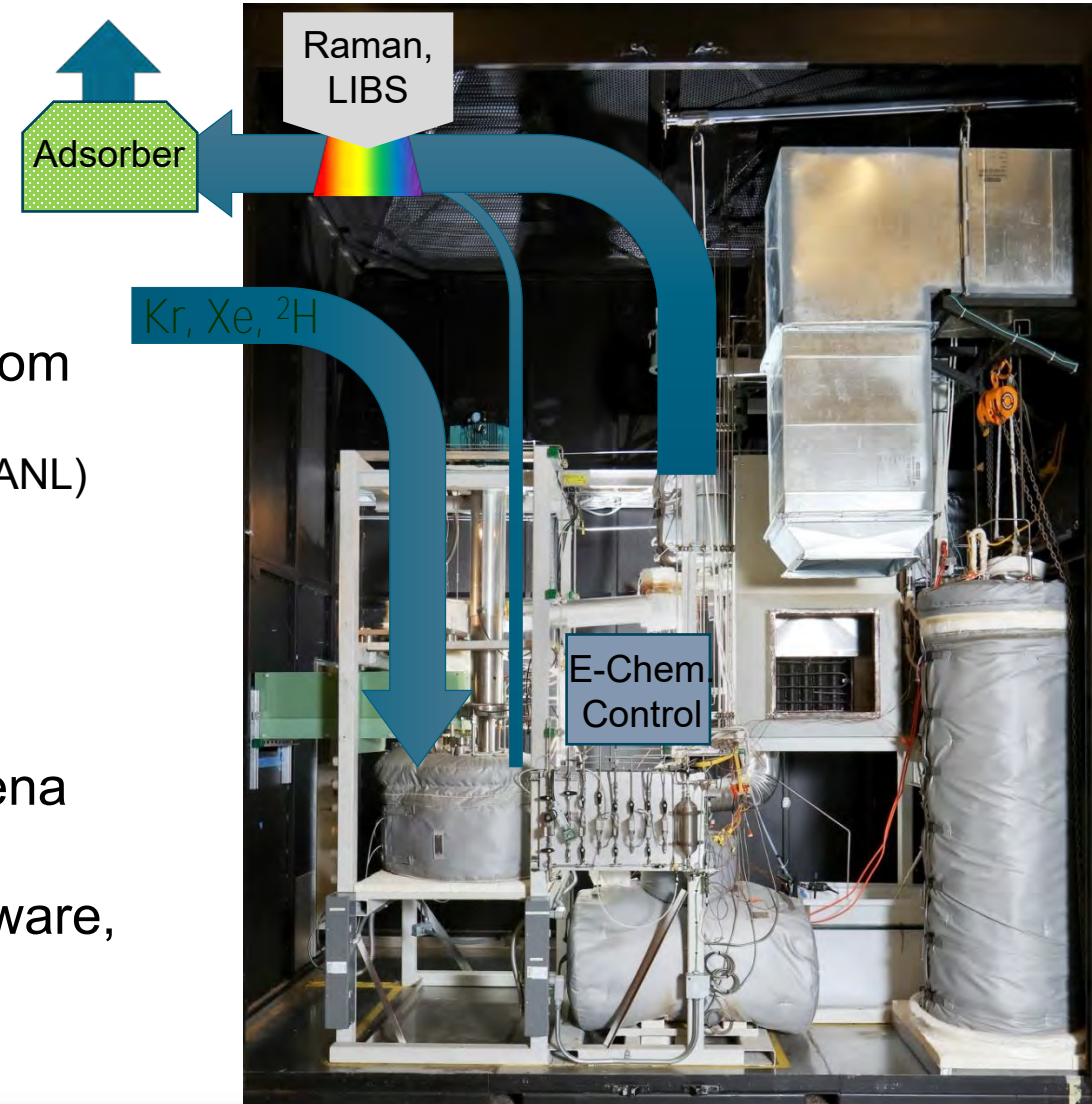 Raman,
LIBS
Adsorber
Kr, Xe, ²H
om
ANL)
E-Chem.
Control
ena
ware,